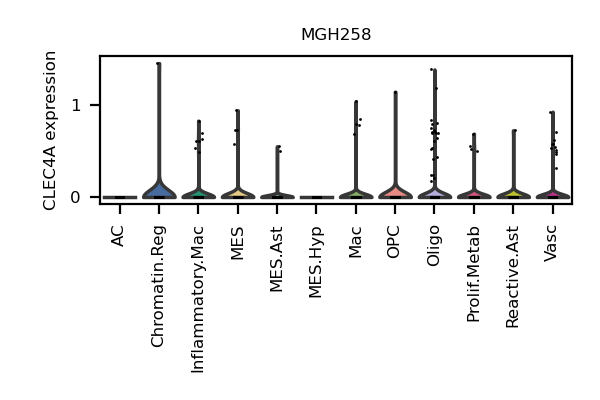 MGH258
CLEC4A expression
1
0
AC
Chromatin.Reg
Inflammatory.Mac
MES
MES.Ast
MES.Hyp
Mac
OPC
Oligo
Prolif.Metab
Reactive.Ast
Vasc